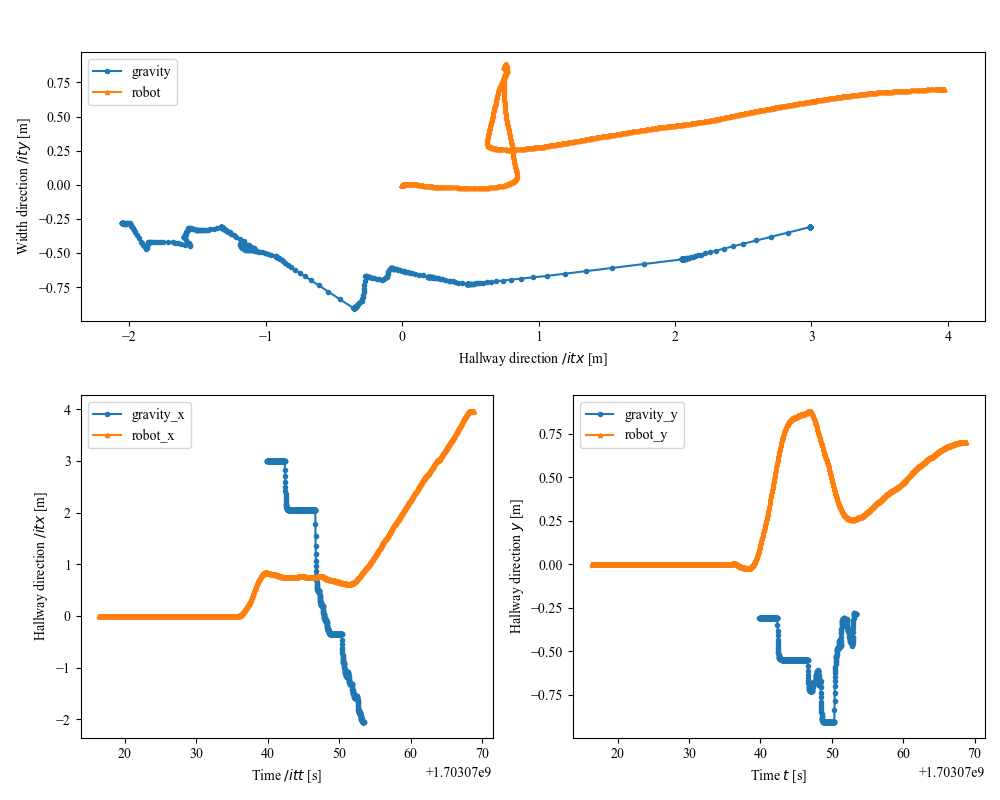 gravity
robot
0.75
0.50
0.25
0.00
−0.25
−0.50
−0.75
Width direction /ity [m]
−2
−1
0
1
2
3
4
Hallway direction /itx [m]
gravity_x
robot_x
4
3
2
1
0
−1
−2
Hallway direction /itx [m]
20
30
40
50
60
70
Time /itt [s]
+1.70307e9
gravity_y
robot_y
0.75
0.50
0.25
0.00
−0.25
−0.50
−0.75
Hallway direction y [m]
20
30
40
50
60
70
Time t [s]
+1.70307e9